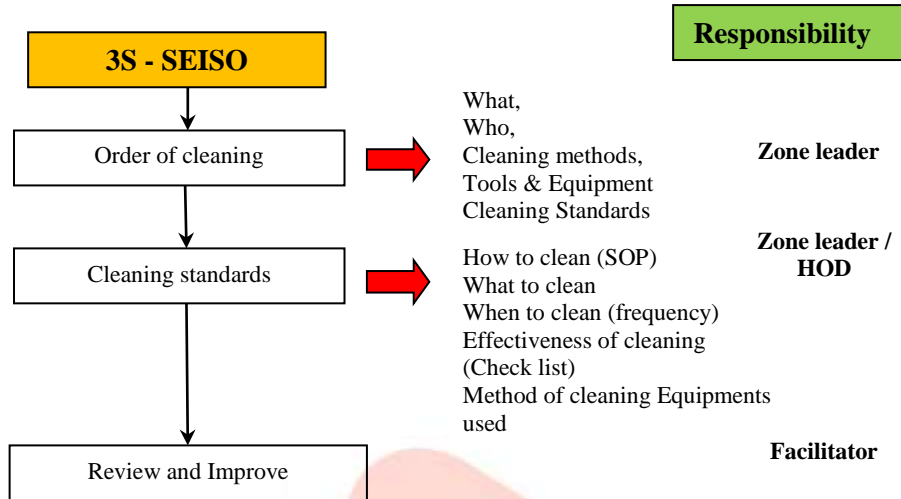 Responsibility
3S - SEISO
Order of cleaning
What,
Who,
Cleaning methods,
Tools & Equipment
Cleaning Standards
Zone leader
Cleaning standards
How to clean (SOP)
What to clean
When to clean (frequency)
Effectiveness of cleaning
(Check list)
Method of cleaning Equipments
used
Zone leader /
HOD
Review and Improve
Facilitator